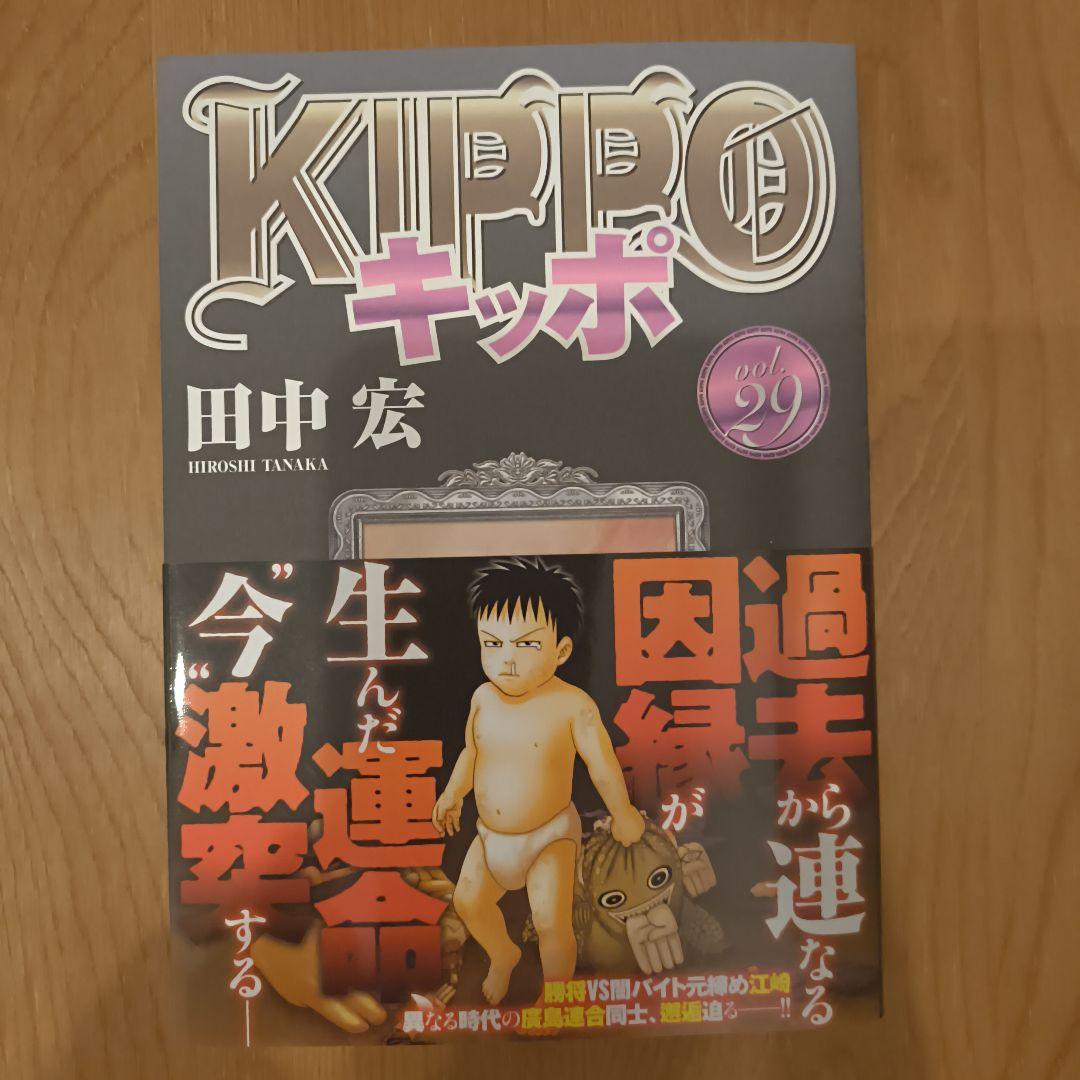 KIPPO
キッポ
vol.
29
田中 宏
HIROSHI TANAKA
過去から連なる
因縁が
生んだ運命
"今"激突する――
勝将VS闇バイト元締め江崎
異なる時代の廣島連合同士、邂逅迫る――!!